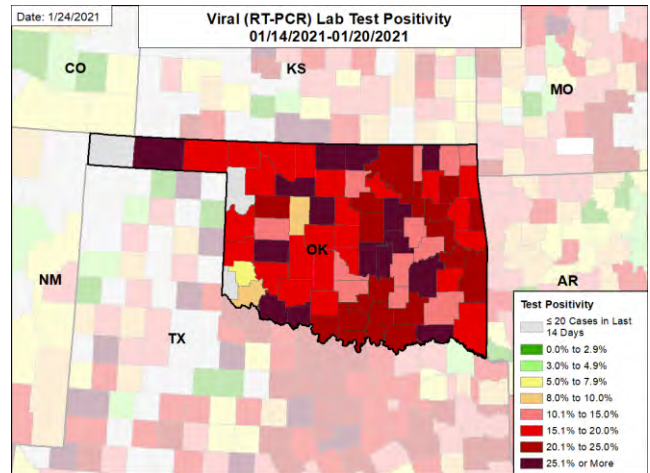 Date: 1/24/2021
Viral (RT-PCR) Lab Test Positivity
01/14/2021-01/20/2021
CO
KS
MO
OK
NM
AR
TX
Test Positivity
≤ 20 Cases in Last
14 Days
0.0% to 2.9%
3.0% to 4.9%
5.0% to 7.9%
8.0% to 10.0%
10.1% to 15.0%
15.1% to 20.0%
20.1% to 25.0%
25.1% or More